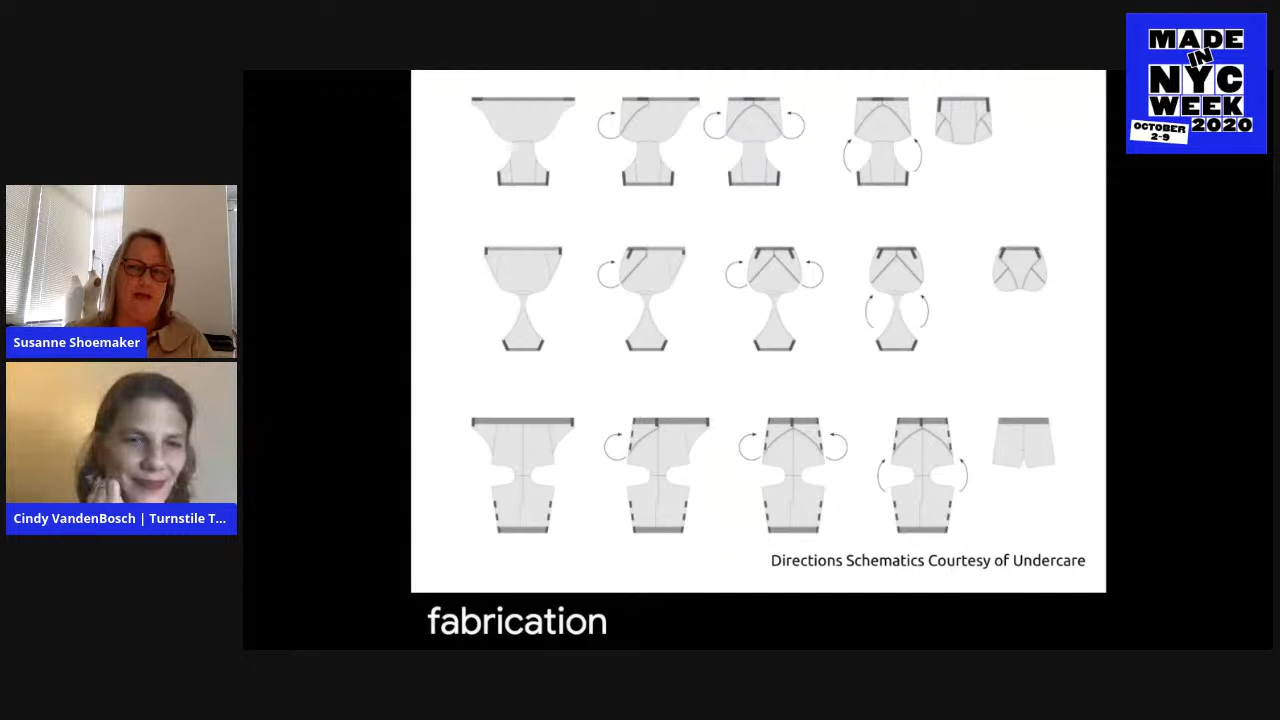 MADE
IN
NYC
WEEK
2020
OCTOBER
2-9
Susanne Shoemaker
Cindy VandenBosch | Turnstile T...
Directions Schematics Courtesy of Undercare
fabrication